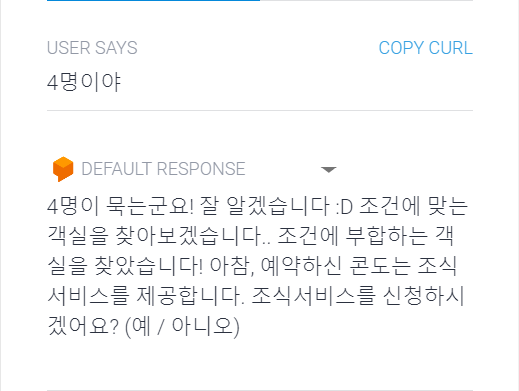 USER SAYS
COPY CURL
4명이야
DEFAULT RESPONSE
4명이 묵는군요! 잘 알겠습니다 :D 조건에 맞는
객실을 찾아보겠습니다.. 조건에 부합하는 객
실을 찾았습니다! 아참, 예약하신 콘도는 조식
서비스를 제공합니다. 조식서비스를 신청하시
겠어요? (예 / 아니오)